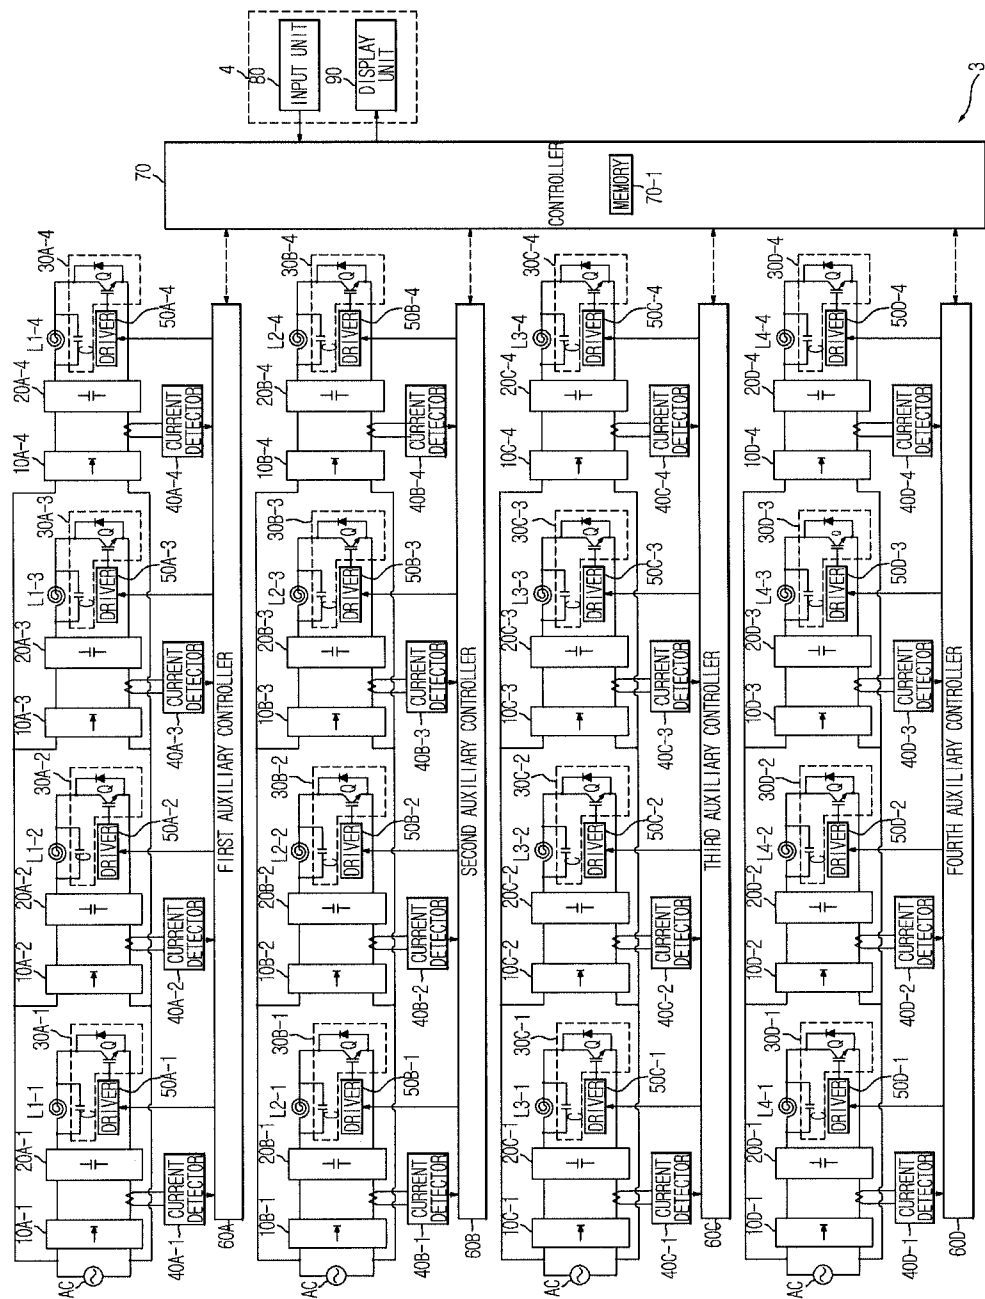 4
80
INPUT UNIT
90
DISPLAY UNIT
3
70
CONTROLLER
MEMORY
70-1
AC
10A-1
20A-1
L1-1
30A-1
C
Q
DRIVER
50A-1
CURRENT DETECTOR
40A-1
10A-2
20A-2
L1-2
30A-2
C
Q
DRIVER
50A-2
CURRENT DETECTOR
40A-2
10A-3
20A-3
L1-3
30A-3
C
Q
DRIVER
50A-3
CURRENT DETECTOR
40A-3
10A-4
20A-4
L1-4
30A-4
C
Q
DRIVER
50A-4
CURRENT DETECTOR
40A-4
60A
FIRST AUXILIARY CONTROLLER
AC
10B-1
20B-1
L2-1
30B-1
C
Q
DRIVER
50B-1
CURRENT DETECTOR
40B-1
10B-2
20B-2
L2-2
30B-2
C
Q
DRIVER
50B-2
CURRENT DETECTOR
40B-2
10B-3
20B-3
L2-3
30B-3
C
Q
DRIVER
50B-3
CURRENT DETECTOR
40B-3
10B-4
20B-4
L2-4
30B-4
C
Q
DRIVER
50B-4
CURRENT DETECTOR
40B-4
60B
SECOND AUXILIARY CONTROLLER
AC
10C-1
20C-1
L3-1
30C-1
C
Q
DRIVER
50C-1
CURRENT DETECTOR
40C-1
10C-2
20C-2
L3-2
30C-2
C
Q
DRIVER
50C-2
CURRENT DETECTOR
40C-2
10C-3
20C-3
L3-3
30C-3
C
Q
DRIVER
50C-3
CURRENT DETECTOR
40C-3
10C-4
20C-4
L3-4
30C-4
C
Q
DRIVER
50C-4
CURRENT DETECTOR
40C-4
60C
THIRD AUXILIARY CONTROLLER
AC
10D-1
20D-1
L4-1
30D-1
C
Q
DRIVER
50D-1
CURRENT DETECTOR
40D-1
10D-2
20D-2
L4-2
30D-2
C
Q
DRIVER
50D-2
CURRENT DETECTOR
40D-2
10D-3
20D-3
L4-3
30D-3
C
Q
DRIVER
50D-3
CURRENT DETECTOR
40D-3
10D-4
20D-4
L4-4
30D-4
C
Q
DRIVER
50D-4
CURRENT DETECTOR
40D-4
60D
FOURTH AUXILIARY CONTROLLER